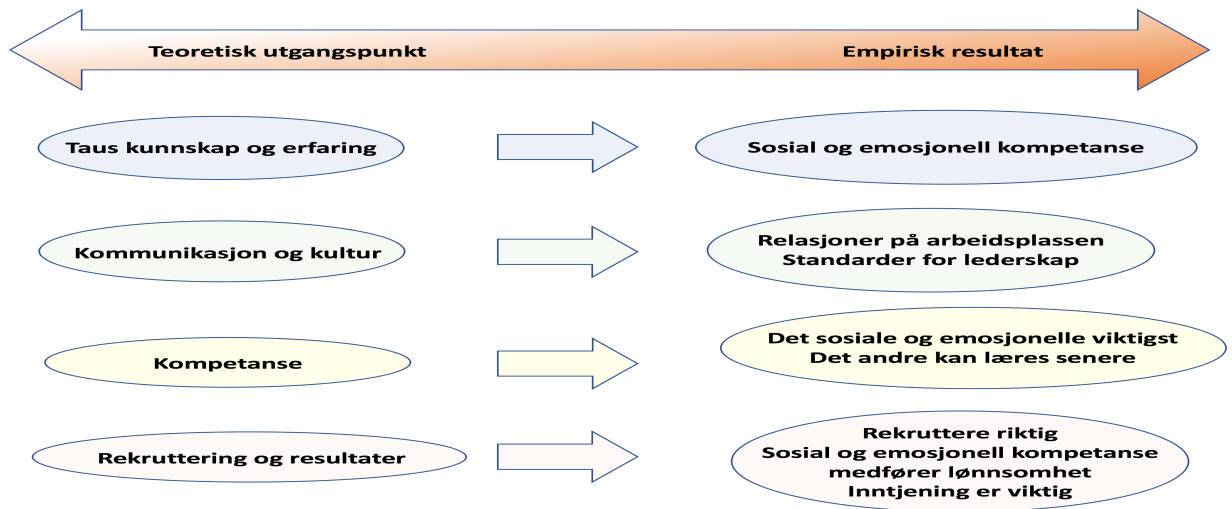 Teoretisk utgangspunkt
Empirisk resultat
Taus kunnskap og erfaring
Sosial og emosjonell kompetanse
Kommunikasjon og kultur
Relasjoner på arbeidsplassen
Standarder for lederskap
Kompetanse
Det sosiale og emosjonelle viktigst
Det andre kan læres senere
Rekruttering og resultater
Rekruttere riktig
Sosial og emosjonell kompetanse
medfører lønnsomhet
Inntjening er viktig